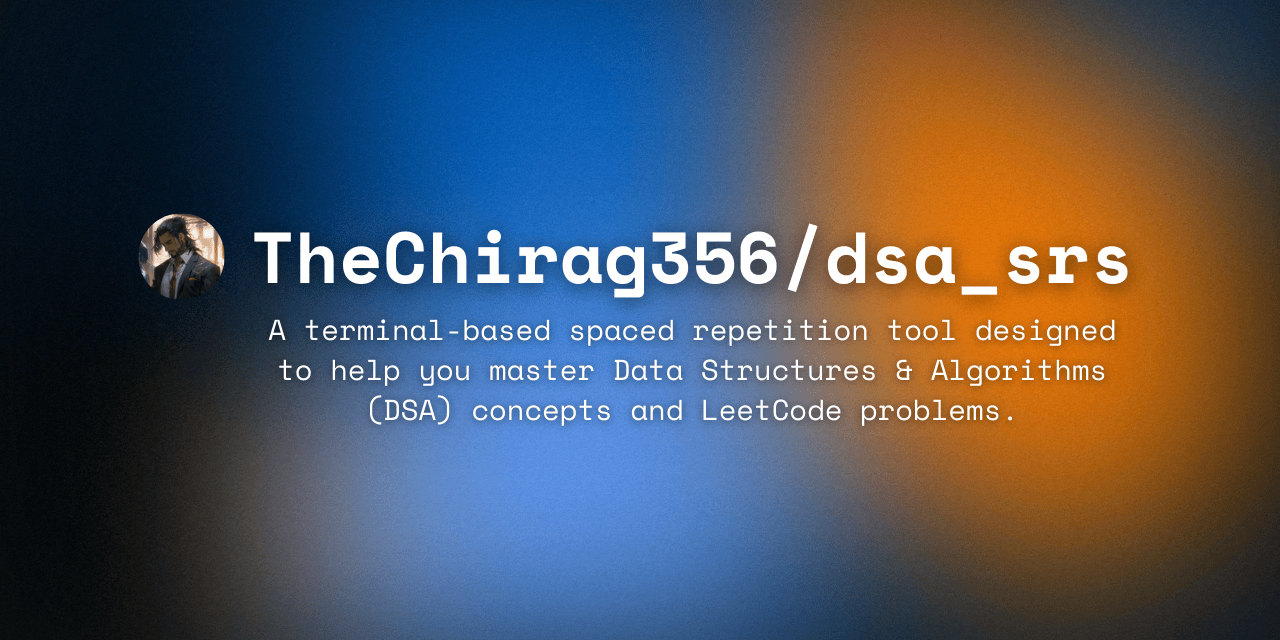 TheChirag356/dsa_srs
A terminal-based spaced repetition tool designed
to help you master Data Structures & Algorithms
(DSA) concepts and LeetCode problems.